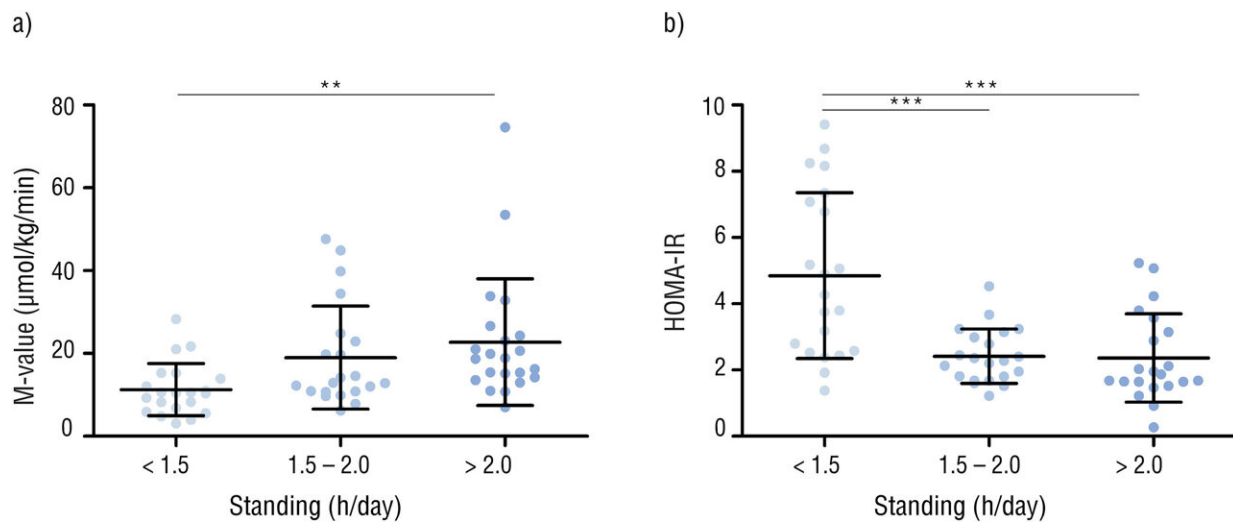 a)
**
80
60
40
20
0
M-value (µmol/kg/min)
< 1.5
1.5 – 2.0
> 2.0
Standing (h/day)
b)
***
***
10
8
6
4
2
0
HOMA-IR
< 1.5
1.5 – 2.0
> 2.0
Standing (h/day)